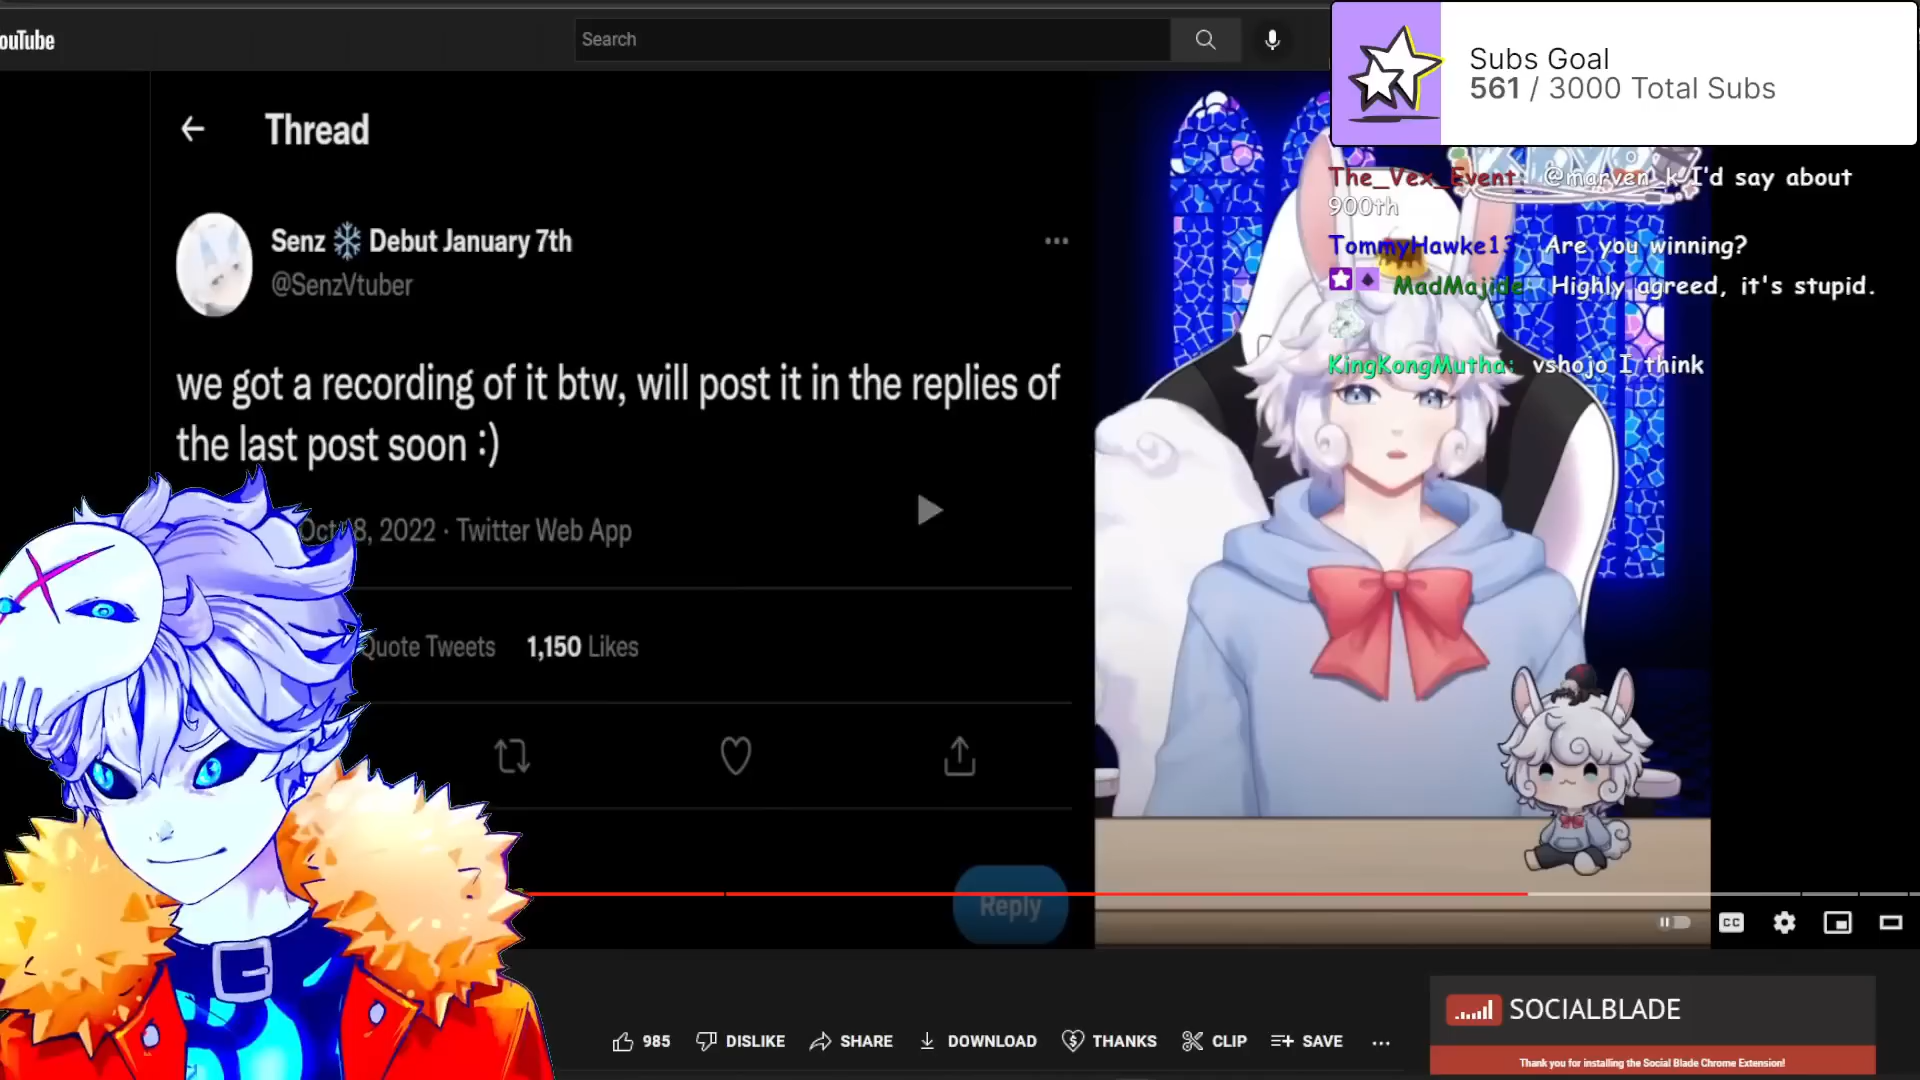 ouTube
Search
Subs Goal
561 / 3000 Total Subs
Thread
The_Vex_Event: @marven_k I'd say about
900th
Senz ❄ Debut January 7th
@SenzVtuber
TommyHawke13: Are you winning?
MadMajide: Highly agreed, it's stupid.
KingKongMutha: vshojo I think
we got a recording of it btw, will post it in the replies of
the last post soon :)
8, 2022 · Twitter Web App
Quote Tweets 1,150 Likes
Reply
CC
985 DISLIKE SHARE DOWNLOAD THANKS CLIP SAVE ...
SOCIALBLADE
Thank you for installing the Social Blade Chrome Extension!